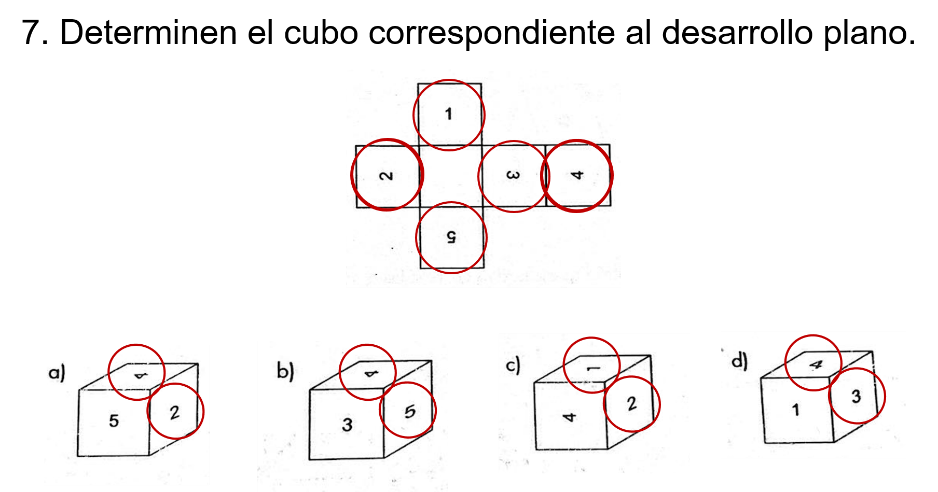 7. Determinen el cubo correspondiente al desarrollo plano.
1
2 3 4
5
a) b) c) d)
4 4 1 4
5 2 3 5 4 2 1 3